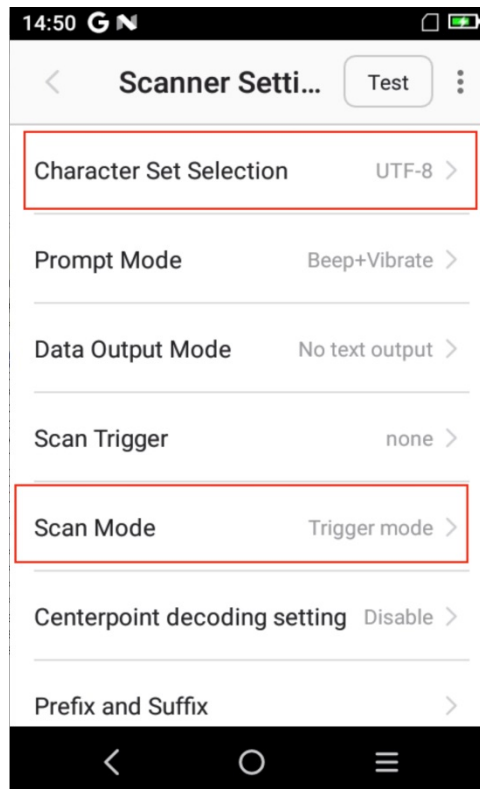 14:50 G N
Scanner Setti... Test
Character Set Selection UTF-8
Prompt Mode Beep+Vibrate
Data Output Mode No text output
Scan Trigger none
Scan Mode Trigger mode
Centerpoint decoding setting Disable
Prefix and Suffix